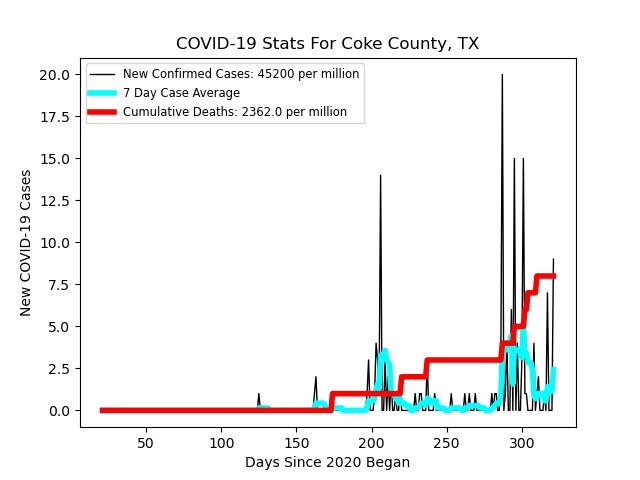 COVID-19 Stats For Coke County, TX
New Confirmed Cases: 45200 per million
7 Day Case Average
Cumulative Deaths: 2362.0 per million
New COVID-19 Cases
20.0
17.5
15.0
12.5
10.0
7.5
5.0
2.5
0.0
50 100 150 200 250 300
Days Since 2020 Began